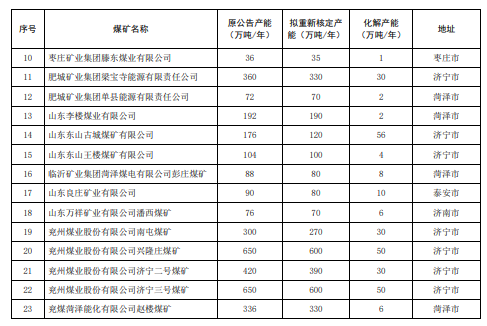 序号 煤矿名称 原公告产能（万吨/年） 拟重新核定产能（万吨/年） 化解产能（万吨/年） 地址
10 枣庄矿业集团滕东煤业有限公司 36 35 1 枣庄市
11 肥城矿业集团梁宝寺能源有限责任公司 360 330 30 济宁市
12 肥城矿业集团单县能源有限责任公司 72 70 2 菏泽市
13 山东李楼煤业有限公司 192 190 2 菏泽市
14 山东东山古城煤矿有限公司 176 120 56 济宁市
15 山东东山王楼煤矿有限公司 104 100 4 济宁市
16 临沂矿业集团菏泽煤电有限公司彭庄煤矿 88 80 8 菏泽市
17 山东良庄矿业有限公司 90 80 10 泰安市
18 山东万祥矿业有限公司潘西煤矿 76 70 6 济南市
19 兖州煤业股份有限公司南屯煤矿 300 270 30 济宁市
20 兖州煤业股份有限公司兴隆庄煤矿 650 600 50 济宁市
21 兖州煤业股份有限公司济宁二号煤矿 420 390 30 济宁市
22 兖州煤业股份有限公司济宁三号煤矿 650 600 50 济宁市
23 兖煤菏泽能化有限公司赵楼煤矿 336 330 6 菏泽市